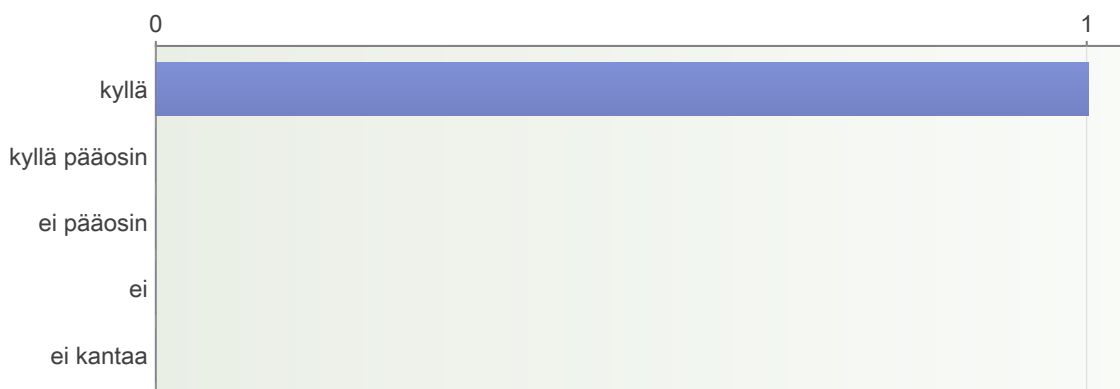 0 1
kyllä
kyllä pääosin
ei pääosin
ei
ei kantaa